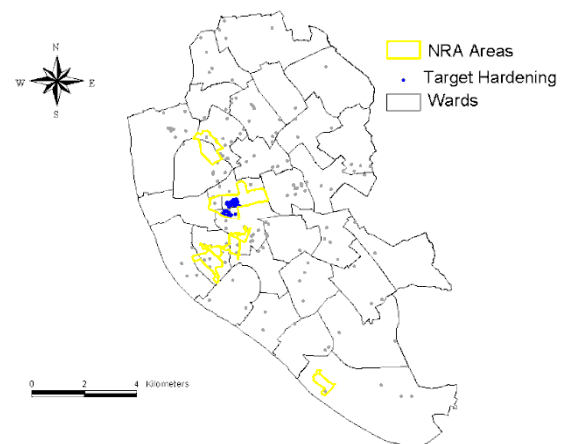 N
W E
S
NRA Areas
Target Hardening
Wards
0 2 4 Kilometers